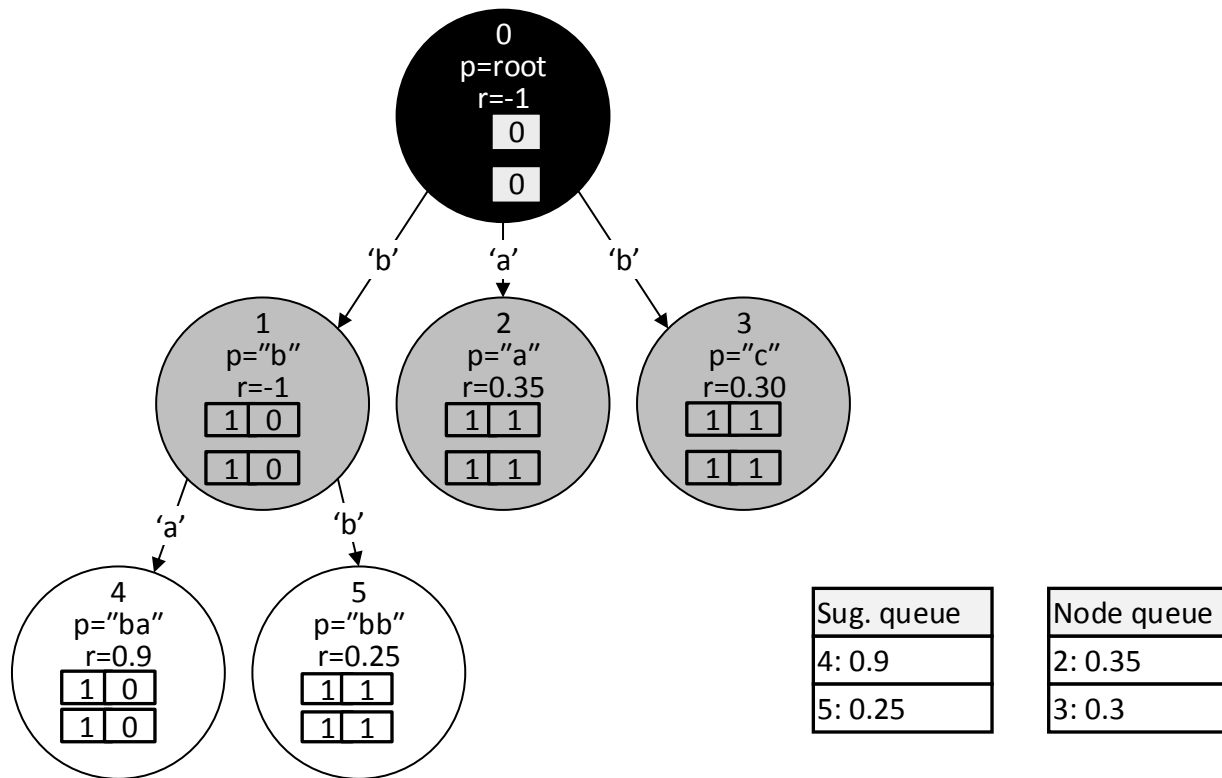 0
p=root
r=-1
0
0
‘b’ ‘a’ ‘b’
1
p=″b″
r=-1
1 0
1 0
2
p=″a″
r=0.35
1 1
1 1
3
p=″c″
r=0.30
1 1
1 1
‘a’ ‘b’
4
p=″ba″
r=0.9
1 0
1 0
5
p=″bb″
r=0.25
1 1
1 1
Sug. queue
4: 0.9
5: 0.25
Node queue
2: 0.35
3: 0.3